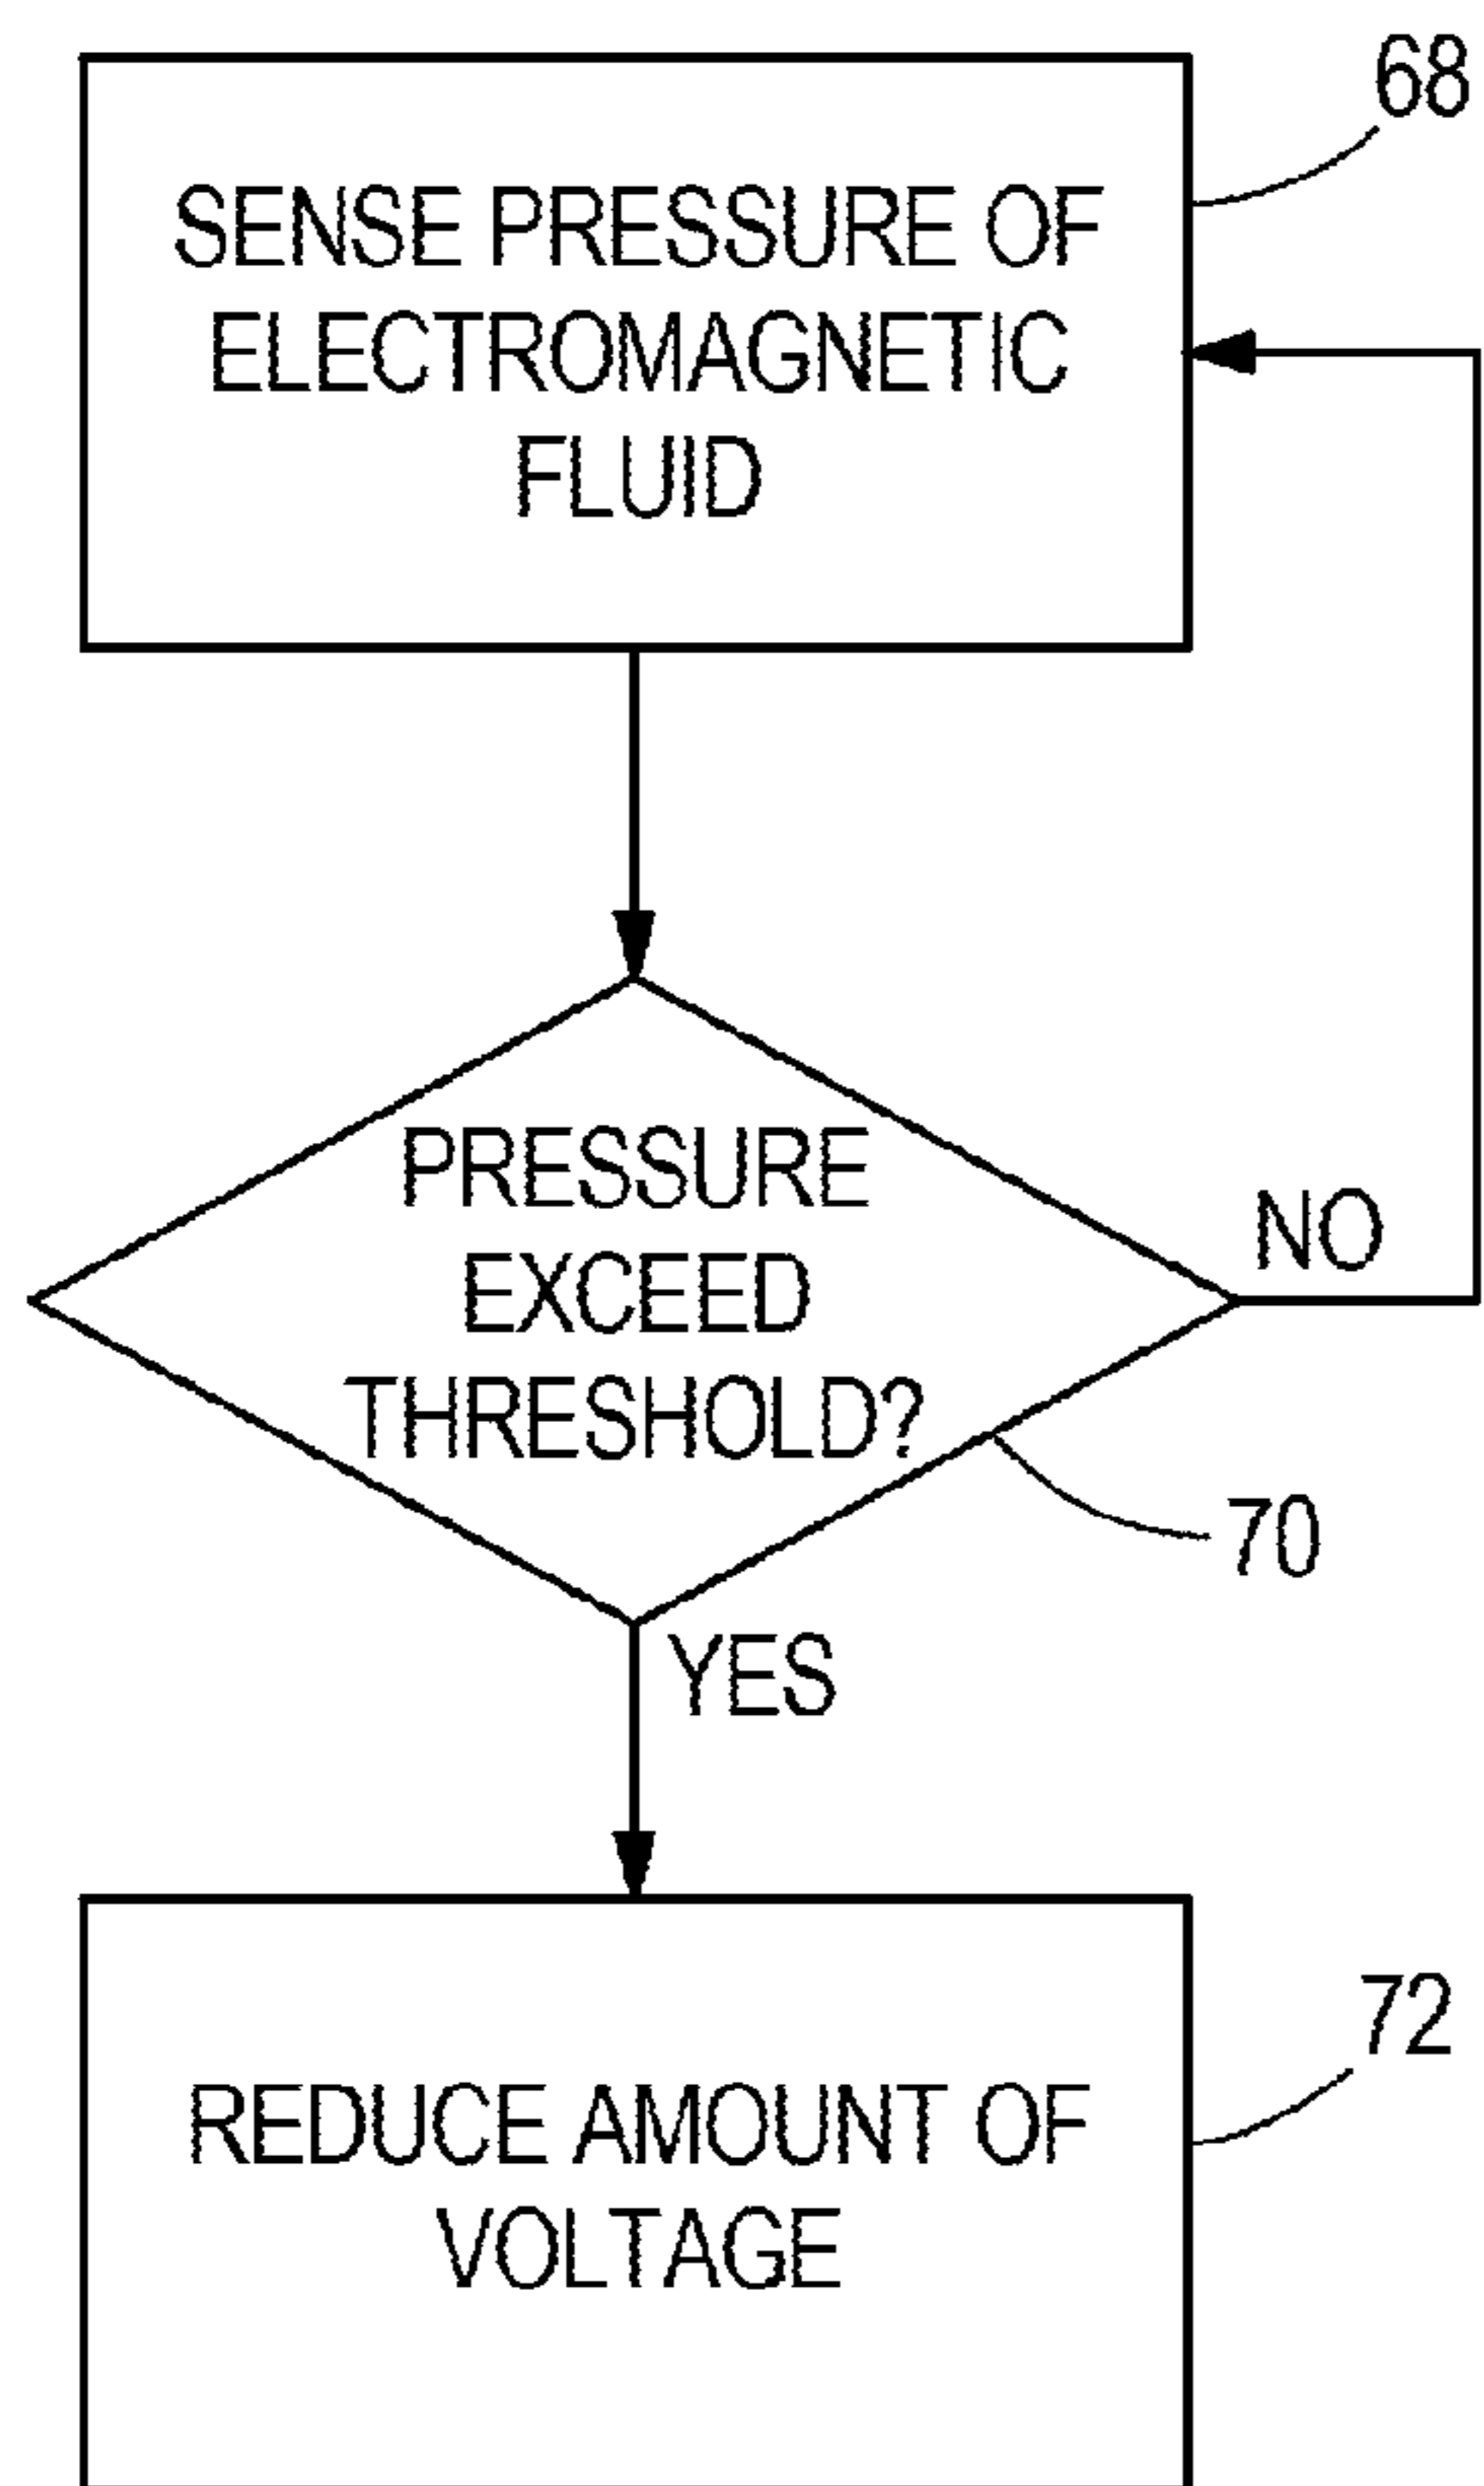 68
SENSE PRESSURE OF
ELECTROMAGNETIC
FLUID
PRESSURE
EXCEED
THRESHOLD?
NO
70
YES
72
REDUCE AMOUNT OF
VOLTAGE